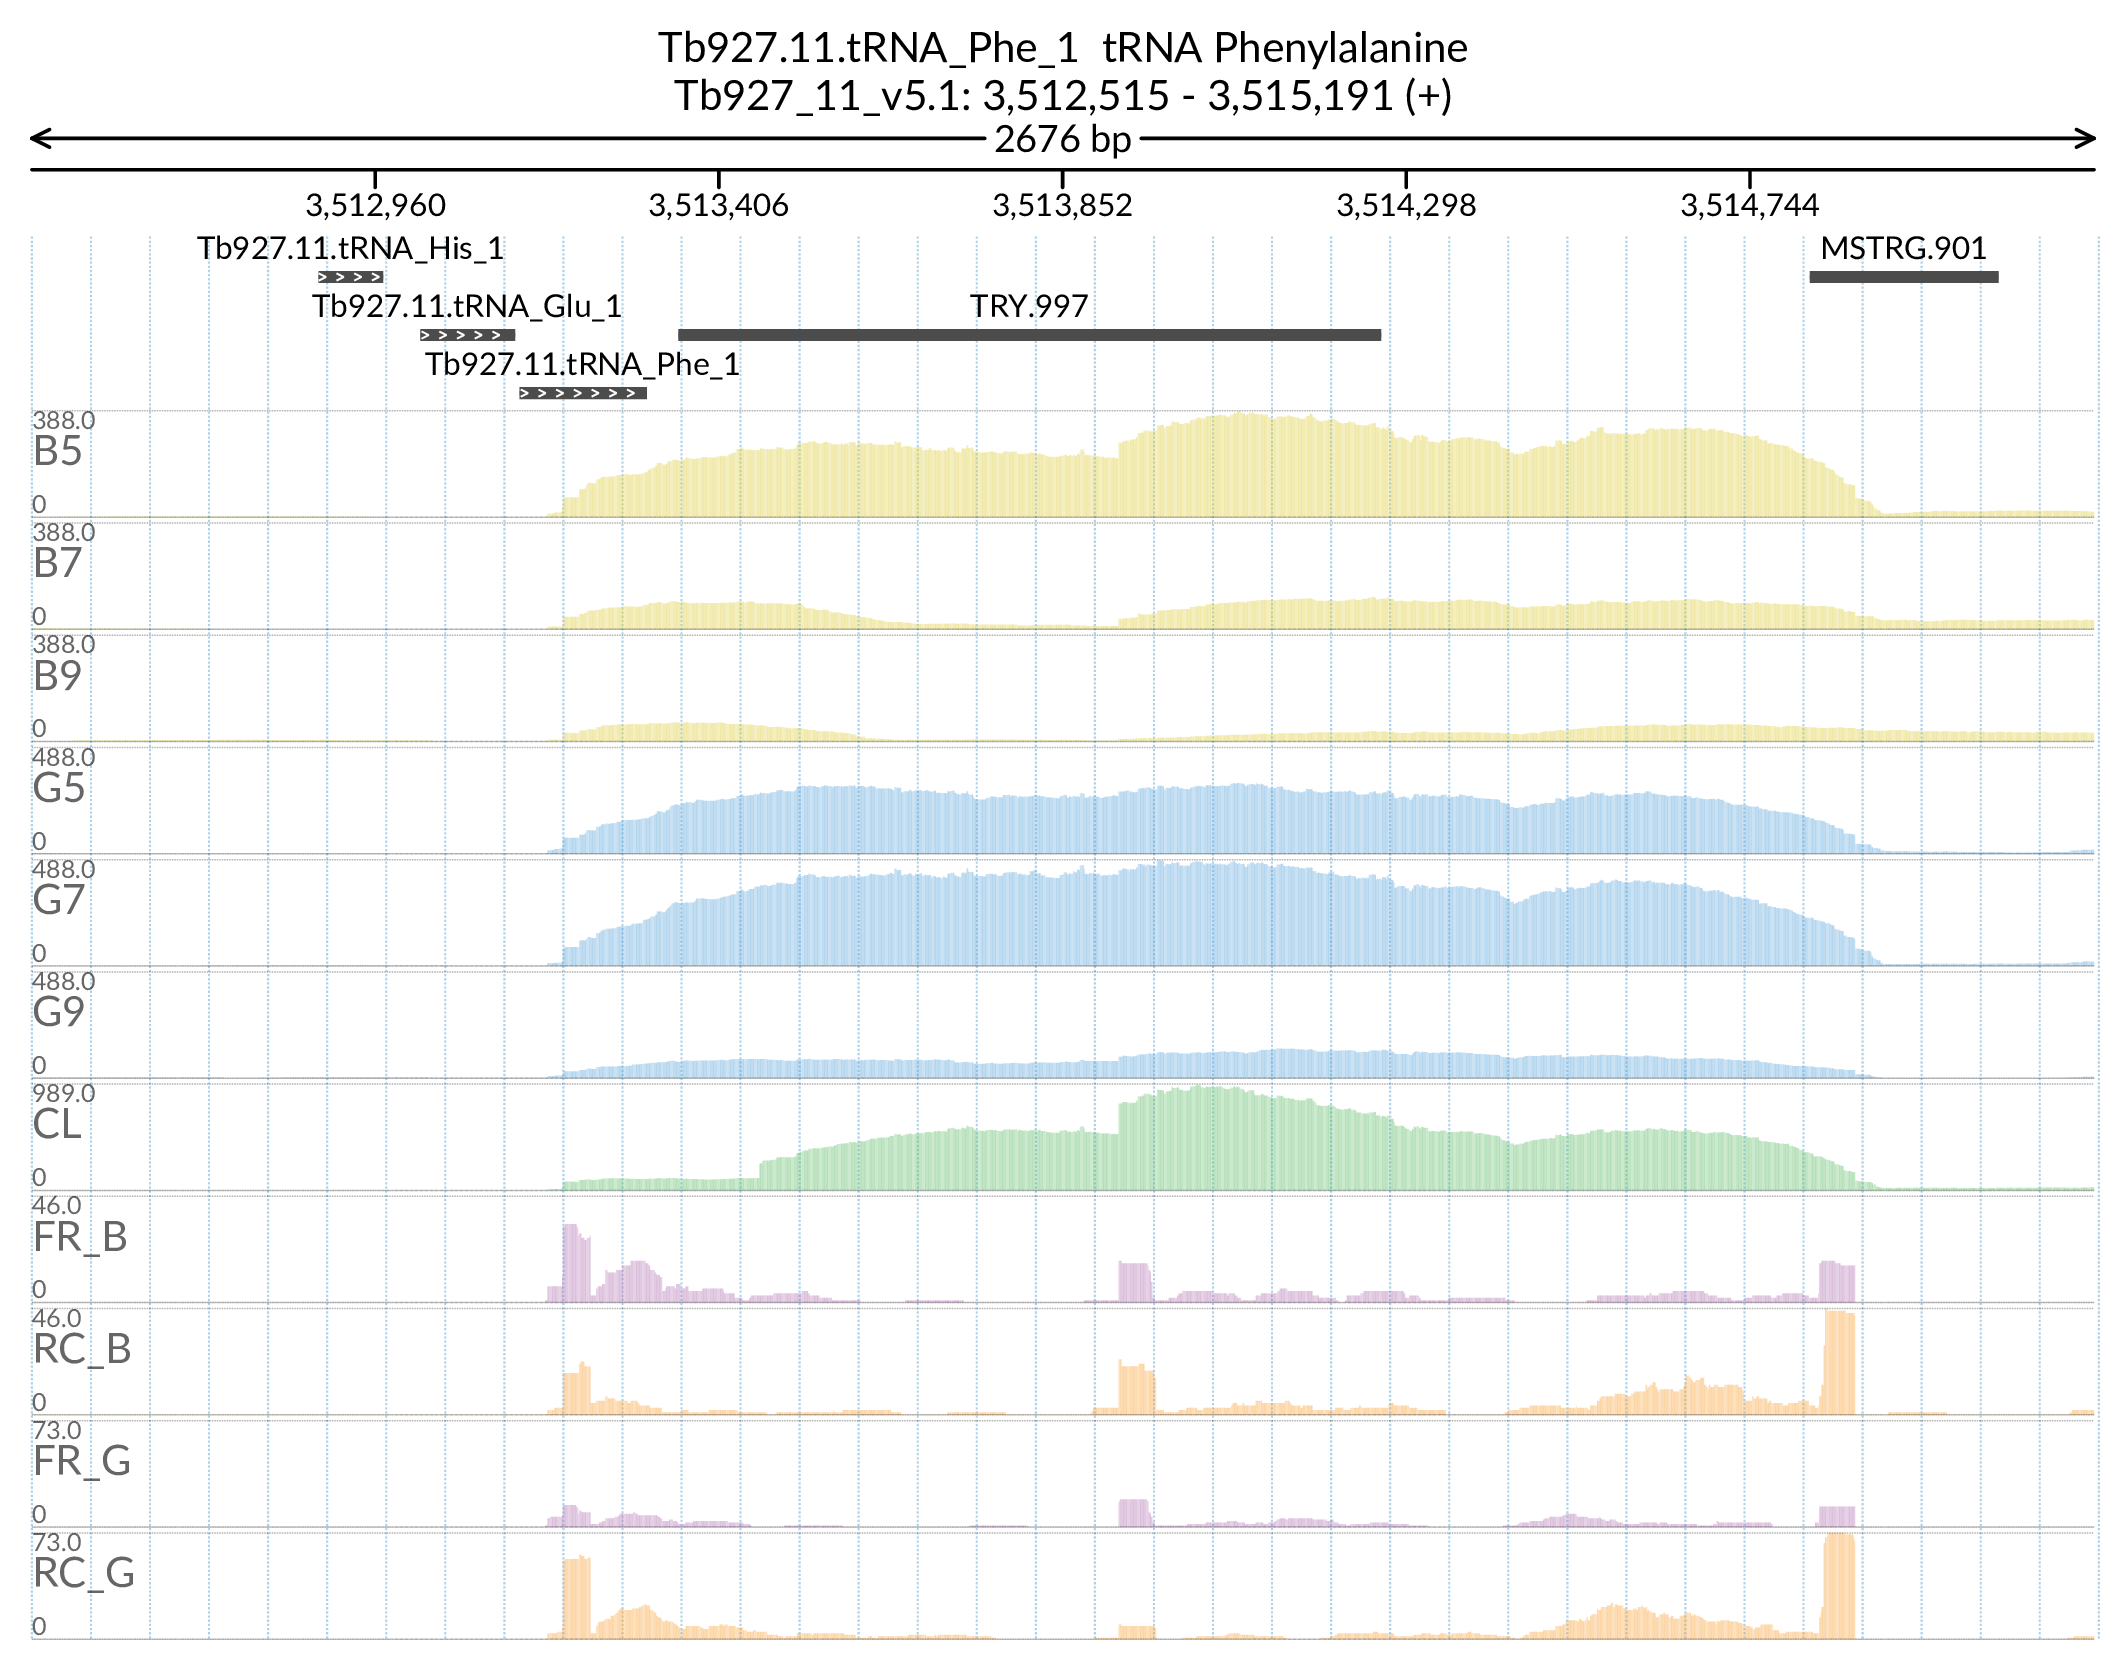 Tb927.11.tRNA_Phe_1  tRNA Phenylalanine
Tb927_11_v5.1: 3,512,515 - 3,515,191 (+)
2676 bp
3,512,960 3,513,406 3,513,852 3,514,298 3,514,744
Tb927.11.tRNA_His_1 MSTRG.901
Tb927.11.tRNA_Glu_1 TRY.997
Tb927.11.tRNA_Phe_1
388.0
B5
0
388.0
B7
0
388.0
B9
0
488.0
G5
0
488.0
G7
0
488.0
G9
0
989.0
CL
0
46.0
FR_B
0
46.0
RC_B
0
73.0
FR_G
0
73.0
RC_G
0